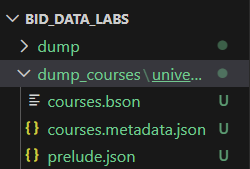 BID_DATA_LABS
dump
dump_courses\unive...
courses.bson U
{} courses.metadata.json U
{} prelude.json U